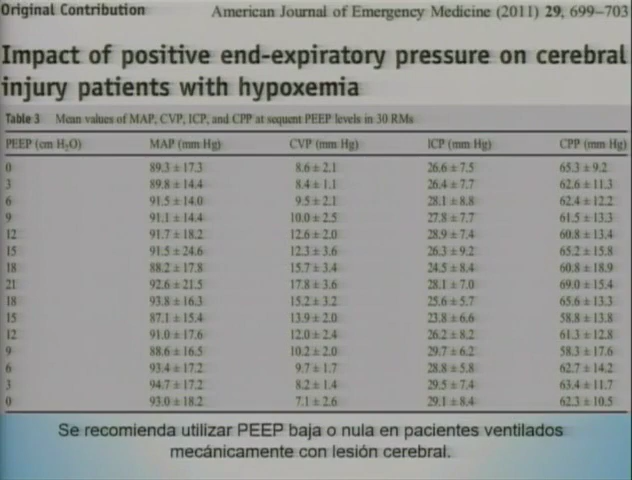 Original Contribution American Journal of Emergency Medicine (2011) 29, 699–703
Impact of positive end-expiratory pressure on cerebral
injury patients with hypoxemia
Table 3 Mean values of MAP, CVP, ICP, and CPP at sequent PEEP levels in 30 RMs
PEEP (cm H2O) MAP (mm Hg) CVP (mm Hg) ICP (mm Hg) CPP (mm Hg)
0 89.3 ± 17.3 8.6 ± 2.1 26.6 ± 7.5 65.3 ± 9.2
3 89.8 ± 14.4 8.4 ± 1.1 26.4 ± 7.7 62.6 ± 11.3
6 91.5 ± 14.0 9.5 ± 2.1 28.1 ± 8.8 62.4 ± 12.2
9 91.1 ± 14.4 10.0 ± 2.5 27.8 ± 7.7 61.5 ± 13.3
12 91.7 ± 18.2 12.6 ± 2.0 28.9 ± 7.4 60.8 ± 13.4
15 91.5 ± 24.6 12.3 ± 3.6 26.3 ± 9.2 65.2 ± 15.8
18 88.2 ± 17.8 15.7 ± 3.4 24.5 ± 8.4 60.8 ± 18.9
21 92.6 ± 21.5 17.8 ± 3.6 28.1 ± 7.0 69.0 ± 15.4
18 93.8 ± 16.3 15.2 ± 3.2 25.6 ± 5.7 65.6 ± 13.3
15 87.1 ± 15.4 13.9 ± 2.0 23.8 ± 6.6 58.8 ± 13.8
12 91.0 ± 17.6 12.0 ± 2.4 26.2 ± 8.2 61.3 ± 12.8
9 88.6 ± 16.5 10.2 ± 2.0 29.7 ± 6.2 58.3 ± 17.6
6 93.4 ± 17.2 9.7 ± 1.7 28.8 ± 5.8 62.7 ± 14.2
3 94.7 ± 17.2 8.2 ± 1.4 29.5 ± 7.4 63.4 ± 11.7
0 93.0 ± 18.2 7.1 ± 2.6 29.1 ± 8.4 62.3 ± 10.5
Se recomienda utilizar PEEP baja o nula en pacientes ventilados
mecánicamente con lesión cerebral.